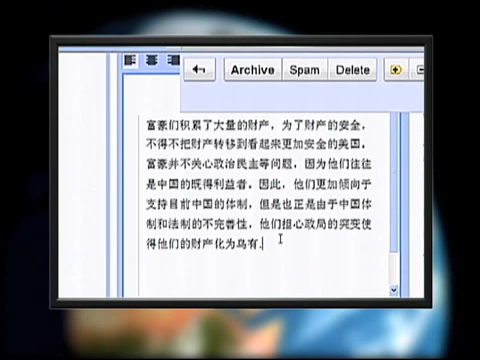 Archive Spam Delete
富豪们积累了大量的财产，为了财产的安全，
不得不把财产转移到看起来更加安全的美国。
富豪并不关心政治民主等问题，因为他们往往
是中国的既得利益者。因此，他们更加倾向于
支持目前中国的体制，但是也正是由于中国体
制和法制的不完善性，他们担心政局的突变使
得他们的财产化为乌有.